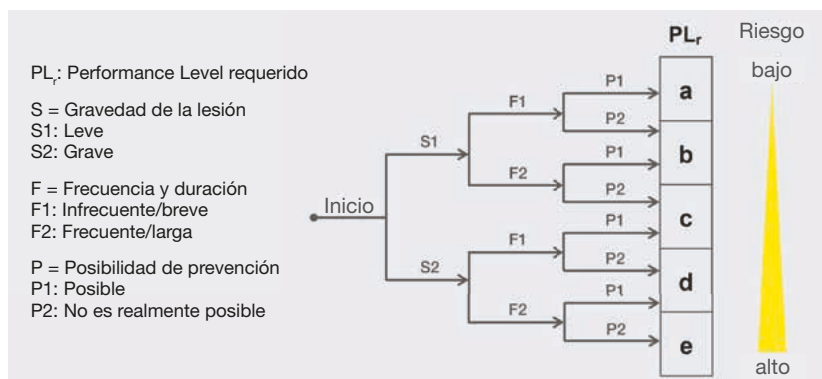 PLr: Performance Level requerido
S = Gravedad de la lesión
S1: Leve
S2: Grave
F = Frecuencia y duración
F1: Infrecuente/breve
F2: Frecuente/larga
P = Posibilidad de prevención
P1: Posible
P2: No es realmente posible
Inicio
S1
S2
F1
F2
F1
F2
P1
P2
P1
P2
P1
P2
P1
P2
PLr
a
b
c
d
e
Riesgo
bajo
alto